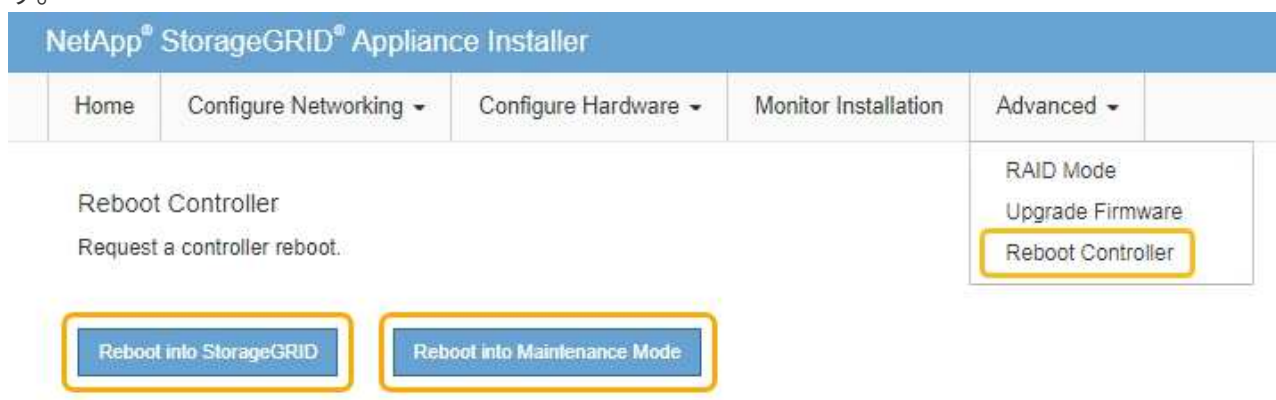 す。
NetApp® StorageGRID® Appliance Installer
Home Configure Networking Configure Hardware Monitor Installation Advanced
RAID Mode
Upgrade Firmware
Reboot Controller
Reboot Controller
Request a controller reboot.
Reboot into StorageGRID Reboot into Maintenance Mode